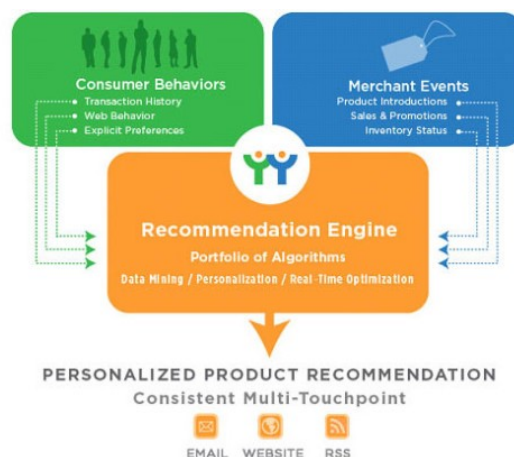 Consumer Behaviors
Transaction History
Web Behavior
Explicit Preferences
Merchant Events
Product Introductions
Sales & Promotions
Inventory Status
Recommendation Engine
Portfolio of Algorithms
Data Mining / Personalization / Real-Time Optimization
PERSONALIZED PRODUCT RECOMMENDATION
Consistent Multi-Touchpoint
EMAIL WEBSITE RSS